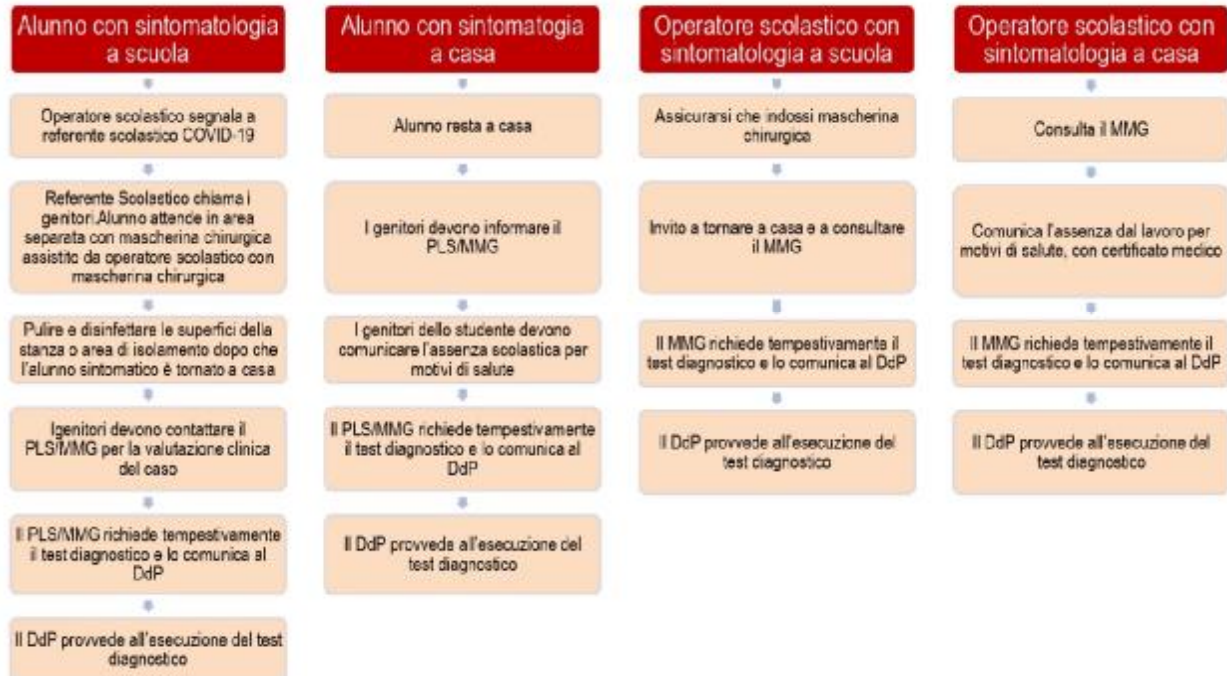 Alunno con sintomatologia
a scuola
Operatore scolastico segnala a
referente scolastico COVID-19
Referente Scolastico chiama i
genitori.Alunno attende in area
separata con mascherina chirurgica
assistito da operatore scolastico con
mascherina chirurgica
Pulire e disinfettare le superfici della
stanza o area di isolamento dopo che
l'alunno sintomatico è tornato a casa
Igenitori devono contattare il
PLS/MMG per la valutazione clinica
del caso
Il PLS/MMG richiede tempestivamente
il test diagnostico e lo comunica al
DdP
Il DdP provvede all'esecuzione del test
diagnostico
Alunno con sintomatogia
a casa
Alunno resta a casa
I genitori devono informare il
PLS/MMG
I genitori dello studente devono
comunicare l'assenza scolastica per
motivi di salute
Il PLS/MMG richiede tempestivamente
il test diagnostico e lo comunica al
DdP
Il DdP provvede all'esecuzione del
test diagnostico
Operatore scolastico con
sintomatologia a scuola
Assicurarsi che indossi mascherina
chirurgica
Invito a tornare a casa e a consultare
il MMG
Il MMG richiede tempestivamente il
test diagnostico e lo comunica al DdP
Il DdP provvede all'esecuzione del
test diagnostico
Operatore scolastico con
sintomatologia a casa
Consulta il MMG
Comunica l'assenza dal lavoro per
motivi di salute, con certificato medico
Il MMG richiede tempestivamente il
test diagnostico e lo comunica al DdP
Il DdP provvede all'esecuzione del
test diagnostico